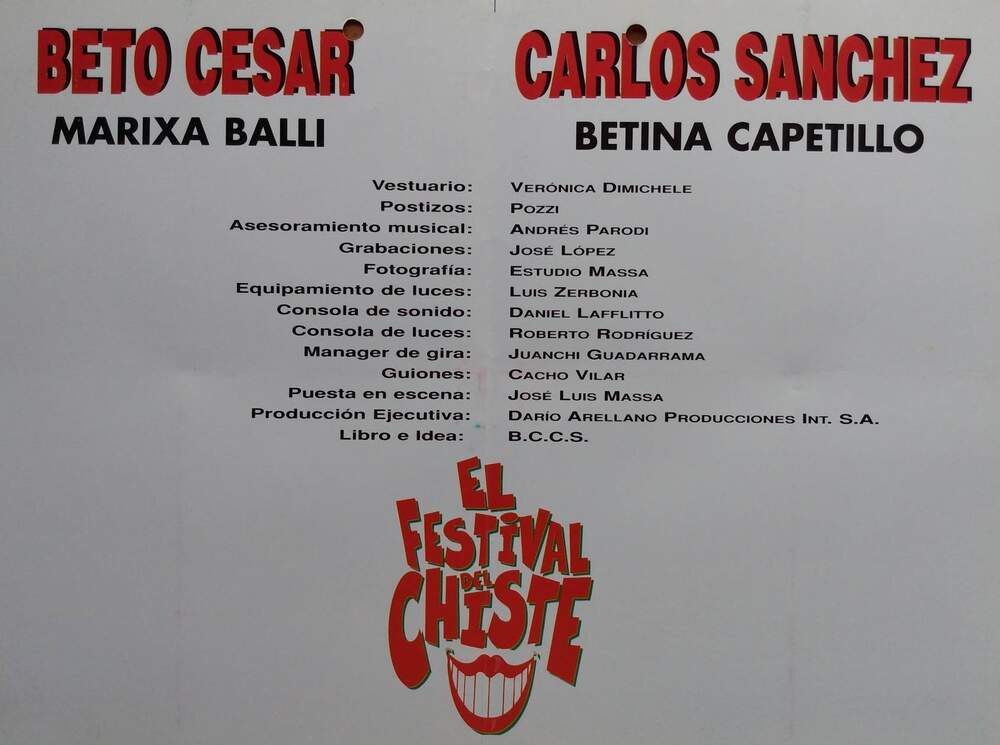 BETO CESAR CARLOS SANCHEZ
MARIXA BALLI BETINA CAPETILLO
Vestuario: VERÓNICA DIMICHELE
Postizos: POZZI
Asesoramiento musical: ANDRÉS PARODI
Grabaciones: JOSÉ LÓPEZ
Fotografía: ESTUDIO MASSA
Equipamiento de luces: LUIS ZERBONIA
Consola de sonido: DANIEL LAFFLITTO
Consola de luces: ROBERTO RODRÍGUEZ
Manager de gira: JUANCHI GUADARRAMA
Guiones: CACHO VILAR
Puesta en escena: JOSÉ LUIS MASSA
Producción Ejecutiva: DARÍO ARELLANO PRODUCCIONES INT. S.A.
Libro e Idea: B.C.C.S.
EL
FESTIVAL
DEL
CHISTE